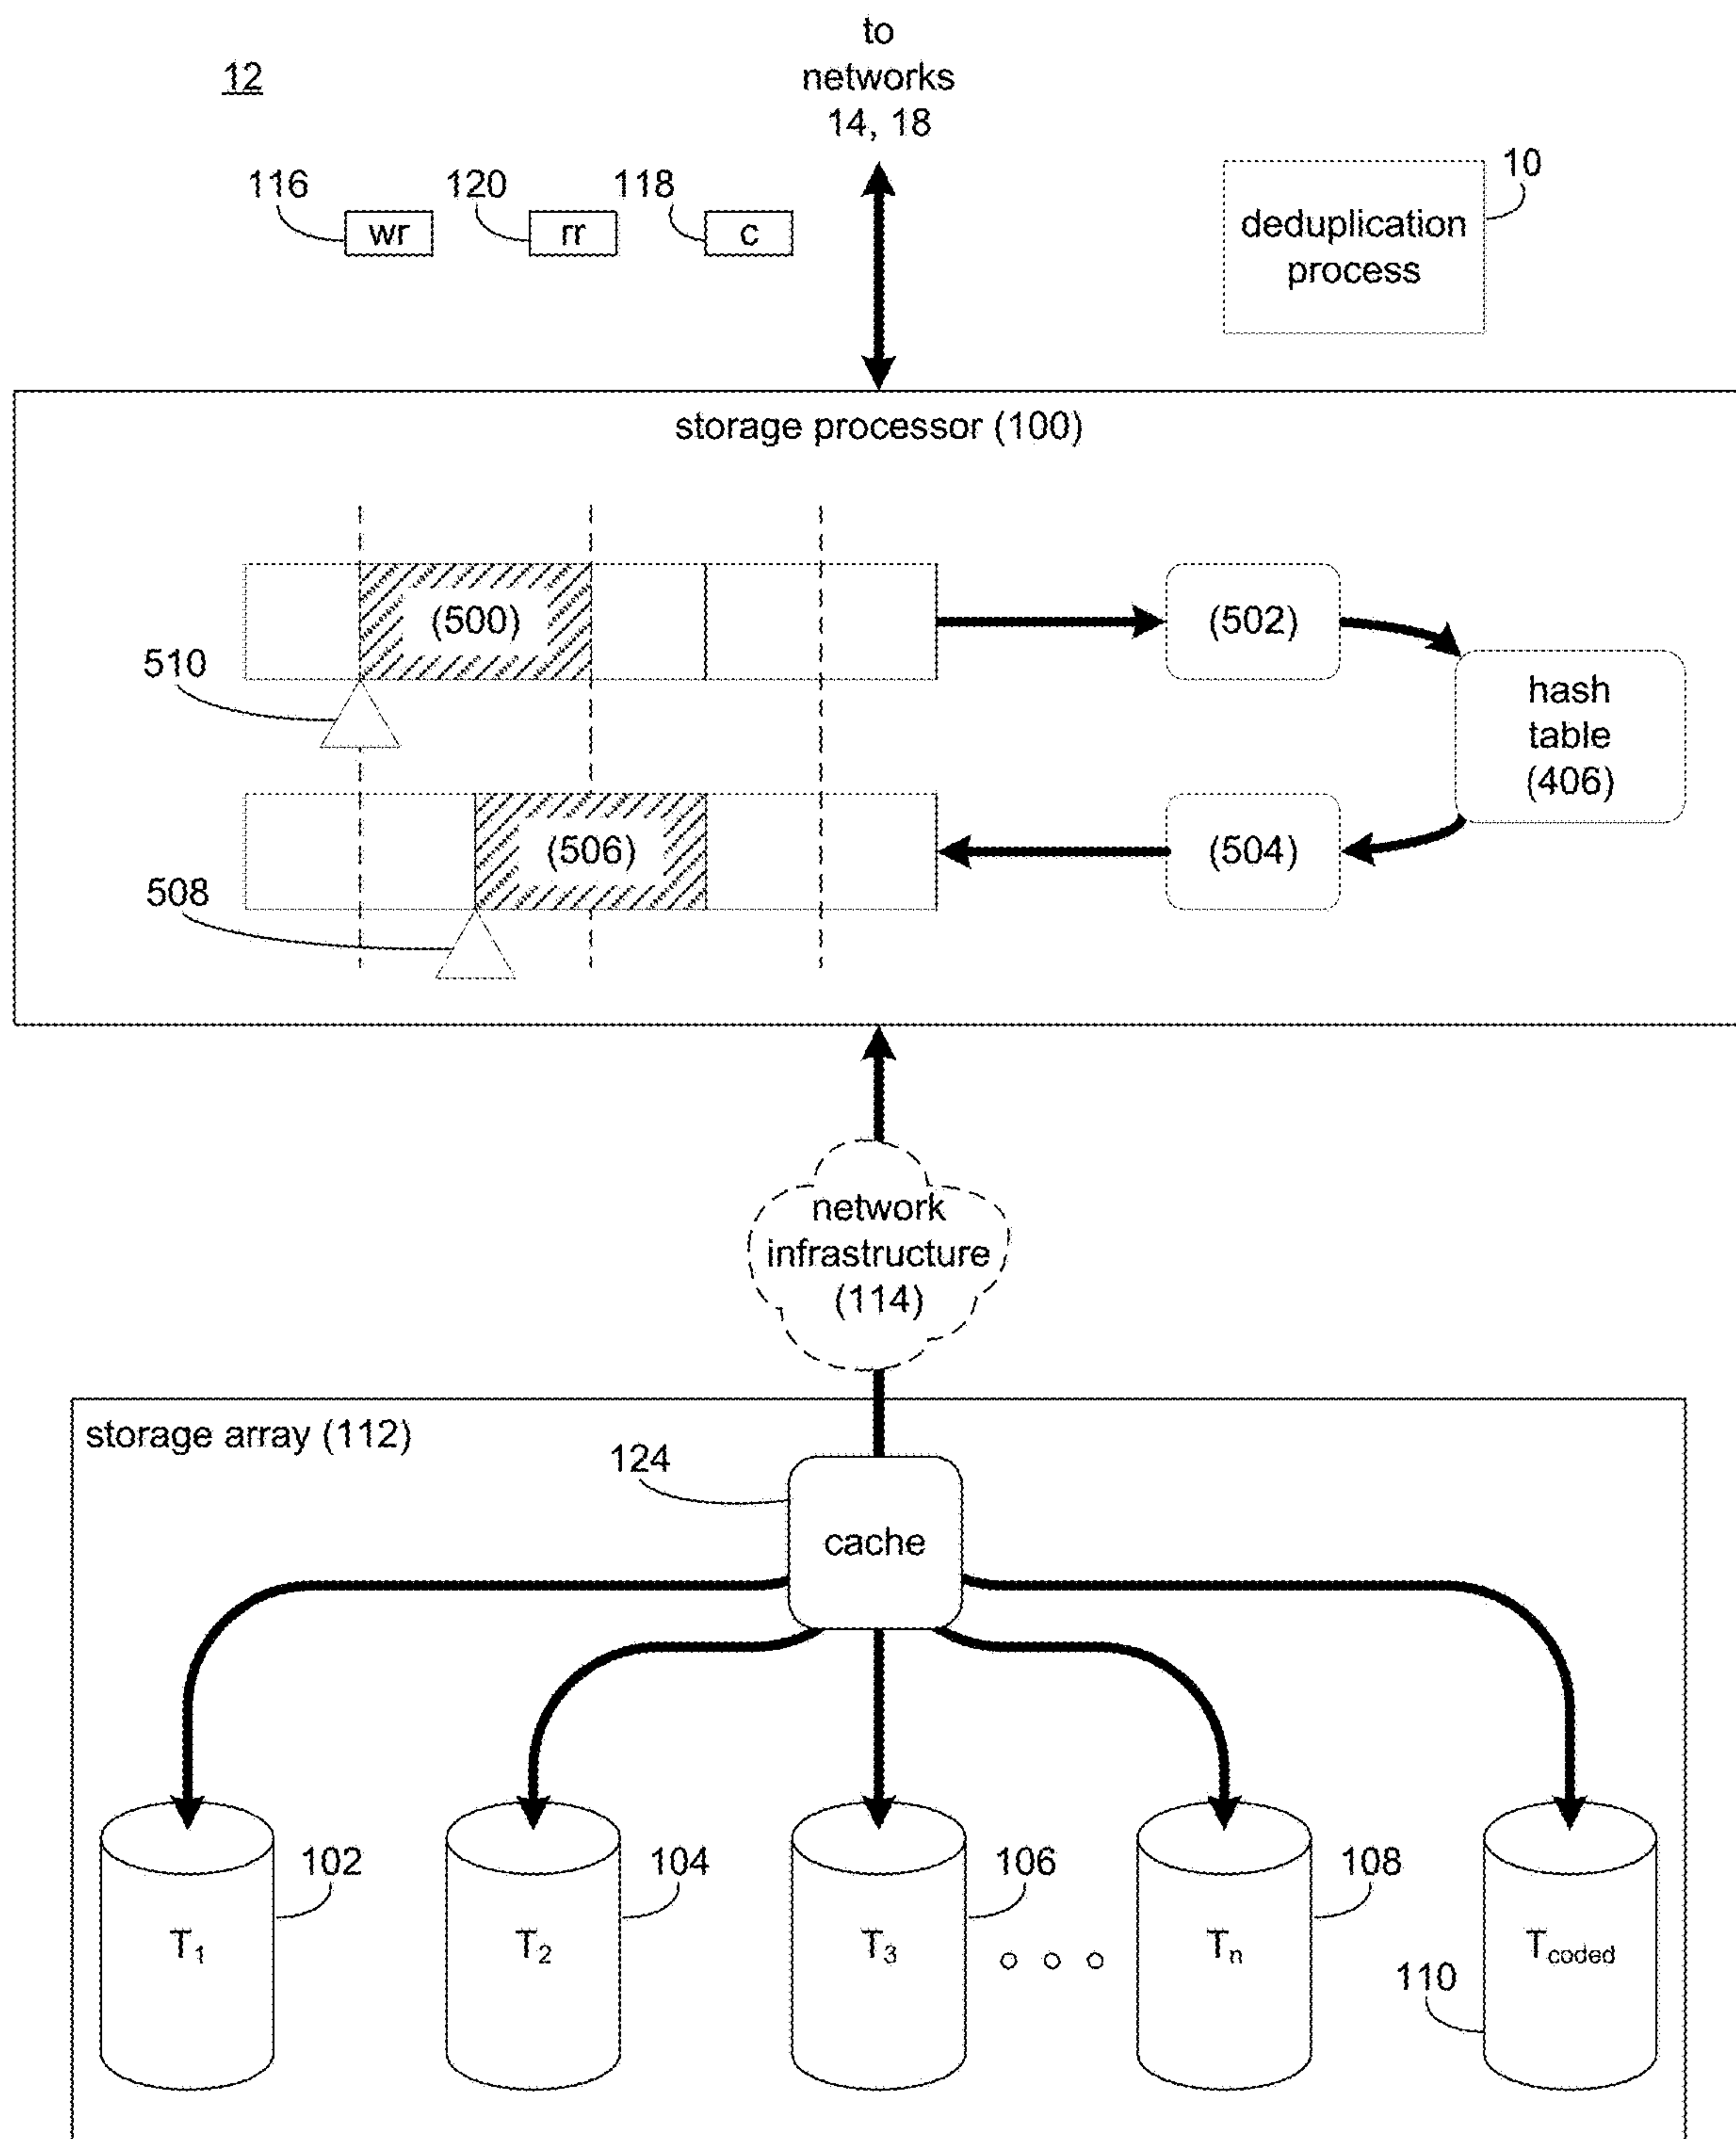 to
networks
14, 18
12
116
120
118
10
wr
rr
c
deduplication
process
storage processor (100)
(500)
(502)
510
hash
table
(406)
(506)
(504)
508
network
infrastructure
(114)
storage array (112)
124
cache
102
104
106
108
T1
T2
T3
Tn
Tcoded
110